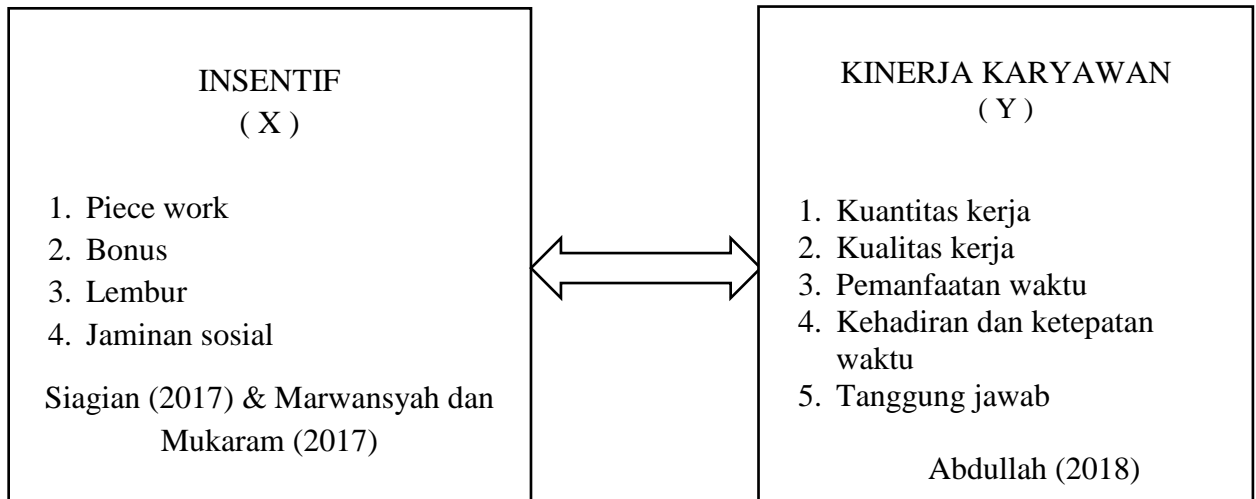 INSENTIF
( X )
1. Piece work
2. Bonus
3. Lembur
4. Jaminan sosial
Siagian (2017) & Marwansyah dan
Mukaram (2017)
KINERJA KARYAWAN
( Y )
1. Kuantitas kerja
2. Kualitas kerja
3. Pemanfaatan waktu
4. Kehadiran dan ketepatan
waktu
5. Tanggung jawab
Abdullah (2018)